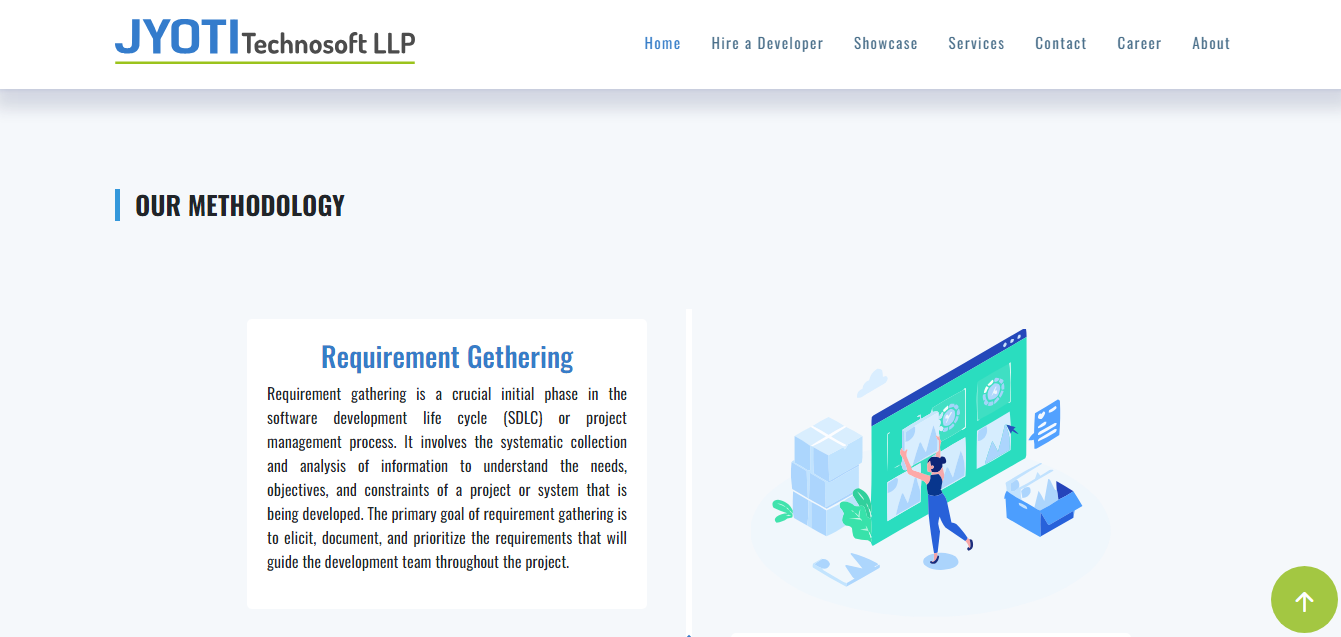 JYOTI Technosoft LLP
Home Hire a Developer Showcase Services Contact Career About
OUR METHODOLOGY
Requirement Gethering
Requirement gathering is a crucial initial phase in the
software development life cycle (SDLC) or project
management process. It involves the systematic collection
and analysis of information to understand the needs,
objectives, and constraints of a project or system that is
being developed. The primary goal of requirement gathering is
to elicit, document, and prioritize the requirements that will
guide the development team throughout the project.